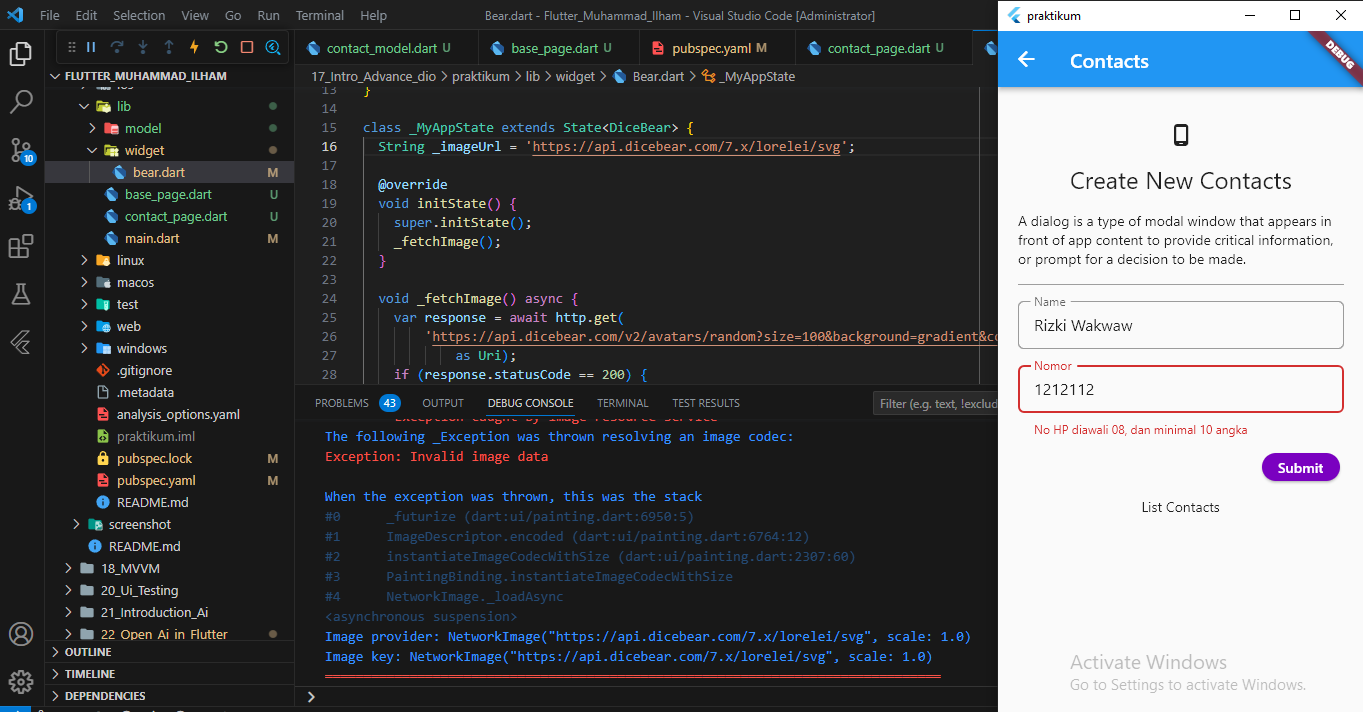 File Edit Selection View Go Run Terminal Help
Bear.dart - Flutter_Muhammad_Ilham - Visual Studio Code [Administrator]
contact_model.dart U
base_page.dart U
pubspec.yaml M
contact_page.dart U
17_Intro_Advance_dio > praktikum > lib > widget > Bear.dart > _MyAppState
FLUTTER_MUHAMMAD_ILHAM
lib
model
widget
bear.dart M
base_page.dart U
contact_page.dart U
main.dart M
linux
macos
test
web
windows
.gitignore
.metadata
analysis_options.yaml
praktikum.iml
pubspec.lock M
pubspec.yaml M
README.md
screenshot
README.md
18_MVVM
20_Ui_Testing
21_Introduction_Ai
22_Open Ai in Flutter
OUTLINE
TIMELINE
DEPENDENCIES
10
1
13 }
14
15 class _MyAppState extends State<DiceBear> {
16 String _imageUrl = 'https://api.dicebear.com/7.x/lorelei/svg';
17
18 @override
19 void initState() {
20 super.initState();
21 _fetchImage();
22 }
23
24 void _fetchImage() async {
25 var response = await http.get(
26 'https://api.dicebear.com/v2/avatars/random?size=100&background=gradient&co
27 as Uri);
28 if (response.statusCode == 200) {
PROBLEMS 43 OUTPUT DEBUG CONSOLE TERMINAL TEST RESULTS
Filter (e.g. text, !exclud
Exception caught by image resource service
The following _Exception was thrown resolving an image codec:
Exception: Invalid image data
When the exception was thrown, this was the stack
#0 _futurize (dart:ui/painting.dart:6950:5)
#1 ImageDescriptor.encoded (dart:ui/painting.dart:6764:12)
#2 instantiateImageCodecWithSize (dart:ui/painting.dart:2307:60)
#3 PaintingBinding.instantiateImageCodecWithSize
#4 NetworkImage._loadAsync
<asynchronous suspension>
Image provider: NetworkImage("https://api.dicebear.com/7.x/lorelei/svg", scale: 1.0)
Image key: NetworkImage("https://api.dicebear.com/7.x/lorelei/svg", scale: 1.0)
praktikum
Contacts
DEBUG
Create New Contacts
A dialog is a type of modal window that appears in
front of app content to provide critical information,
or prompt for a decision to be made.
Name
Rizki Wakwaw
Nomor
1212112
No HP diawali 08, dan minimal 10 angka
Submit
List Contacts
Activate Windows
Go to Settings to activate Windows.